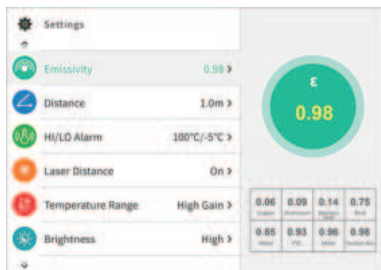 Settings
Emissivity 0.98 >
Distance 1.0m >
HI/LO Alarm 100°C/-5°C >
Laser Distance On >
Temperature Range High Gain >
Brightness High >
ε
0.98
0.06 0.09 0.14 0.75
0.85 0.93 0.96 0.98
PVC Water